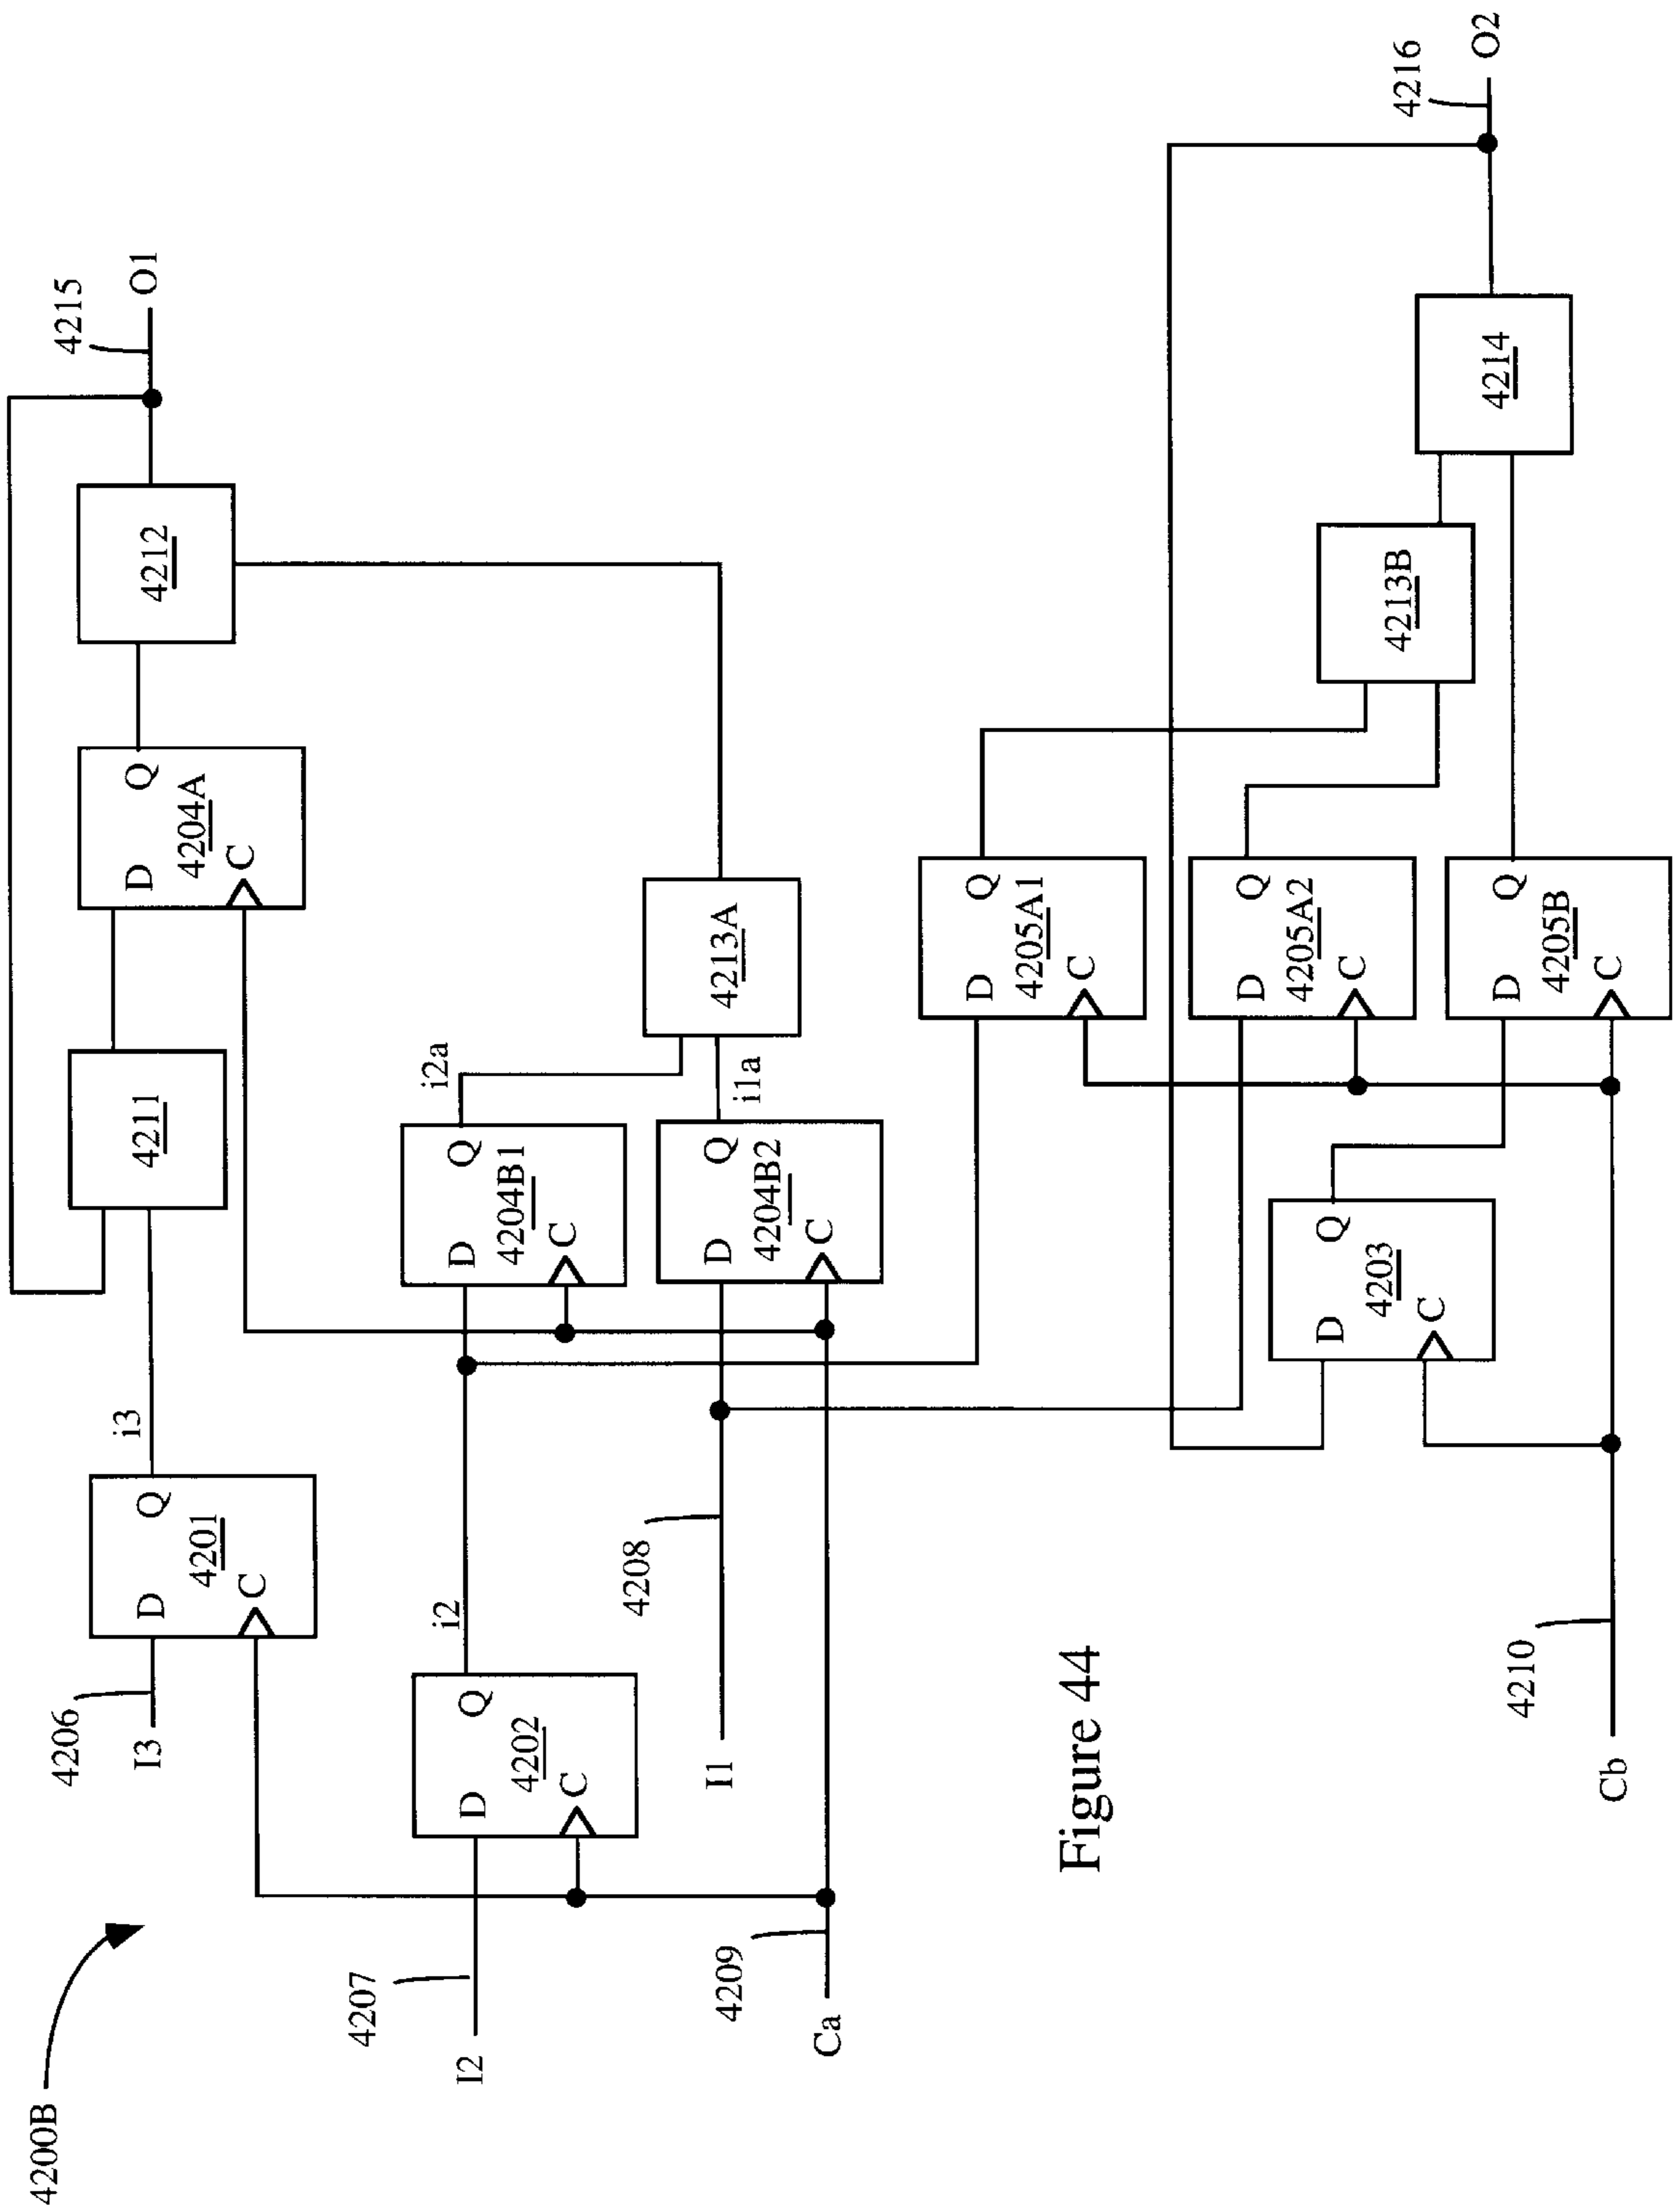 4200B
4206
I3
D
Q
4201
C
i3
4211
D
Q
4204A
C
4212
4215
O1
4207
I2
D
Q
4202
C
i2
D
Q
4204B1
C
i2a
4208
I1
D
Q
4204B2
C
i1a
4213A
4209
Ca
D
Q
4205A1
C
D
Q
4205A2
C
D
Q
4203
C
D
Q
4205B
C
4213B
4214
4216
O2
4210
Cb
Figure 44